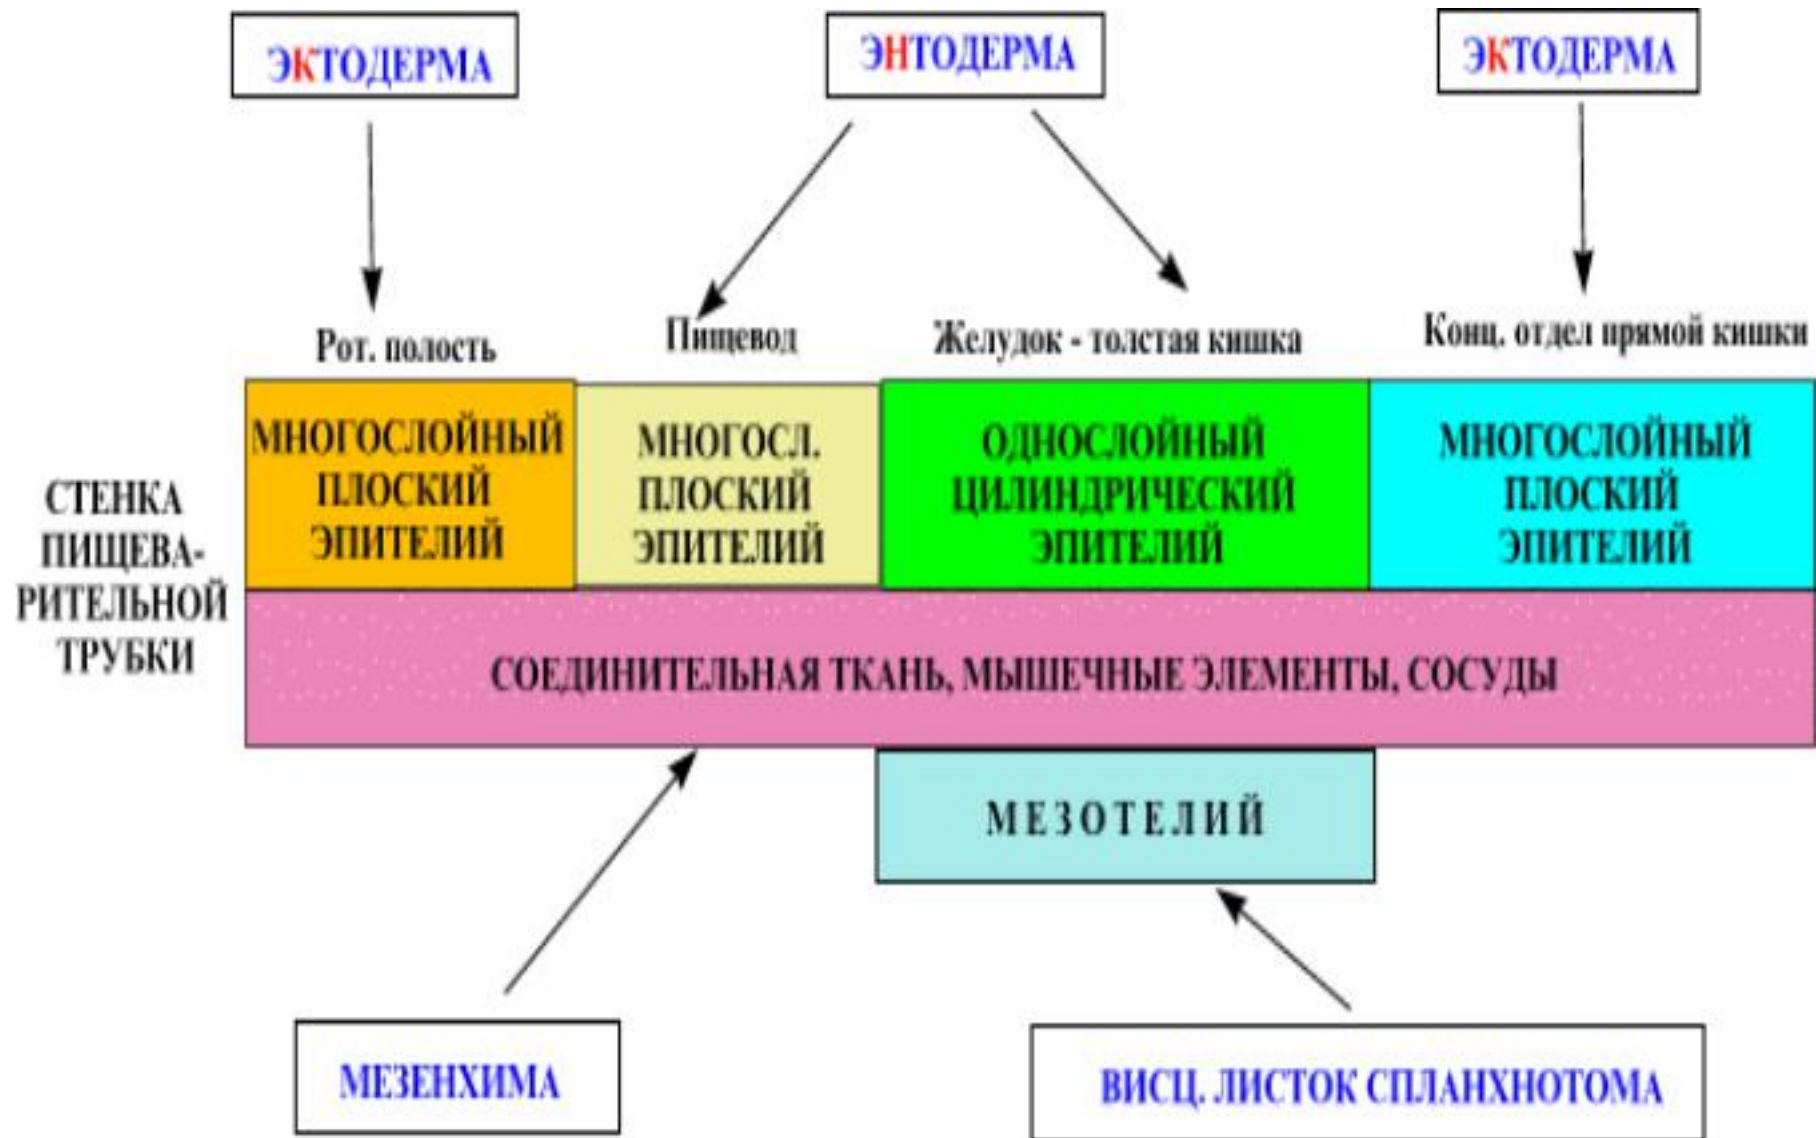 ЭКТОДЕРМА
ЭНТОДЕРМА
ЭКТОДЕРМА
Рот. полость
Пищевод
Желудок - толстая кишка
Конц. отдел прямой кишки
МНОГОСЛОЙНЫЙ
ПЛОСКИЙ
ЭПИТЕЛИЙ
МНОГОСЛ.
ПЛОСКИЙ
ЭПИТЕЛИЙ
ОДНОСЛОЙНЫЙ
ЦИЛИНДРИЧЕСКИЙ
ЭПИТЕЛИЙ
МНОГОСЛОЙНЫЙ
ПЛОСКИЙ
ЭПИТЕЛИЙ
СТЕНКА
ПИЩЕВА-
РИТЕЛЬНОЙ
ТРУБКИ
СОЕДИНИТЕЛЬНАЯ ТКАНЬ, МЫШЕЧНЫЕ ЭЛЕМЕНТЫ, СОСУДЫ
МЕЗОТЕЛИЙ
МЕЗЕНХИМА
ВИСЦ. ЛИСТОК СПЛАНХНОТОМА